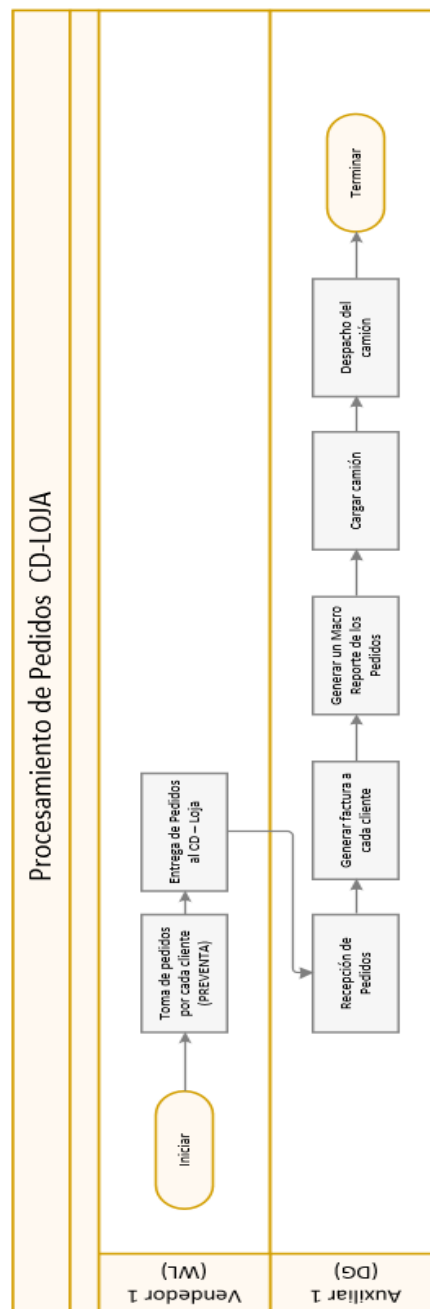 Procesamiento de Pedidos CD-LOJA
Vendedor 1
(WL)
Iniciar
Toma de pedidos
por cada cliente
(PREVENTA)
Entrega de Pedidos
al CD – Loja
Auxiliar 1
(DG)
Recepción de
Pedidos
Generar factura a
cada cliente
Generar un Macro
Reporte de los
Pedidos
Cargar camión
Despacho del
camión
Terminar